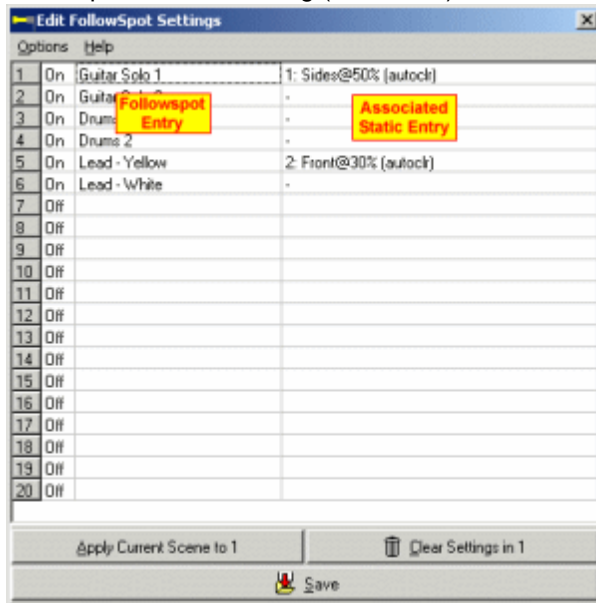 Edit FollowSpot Settings
Options Help
1 On Guitar Solo 1 1: Sides@50% (autoclr)
2 On Guitar -
Followspot Entry
Associated Static Entry
3 On Drums -
4 On Drums 2 -
5 On Lead - Yellow 2: Front@30% (autoclr)
6 On Lead - White -
7 Off
8 Off
9 Off
10 Off
11 Off
12 Off
13 Off
14 Off
15 Off
16 Off
17 Off
18 Off
19 Off
20 Off
Apply Current Scene to 1 Clear Settings in 1
Save